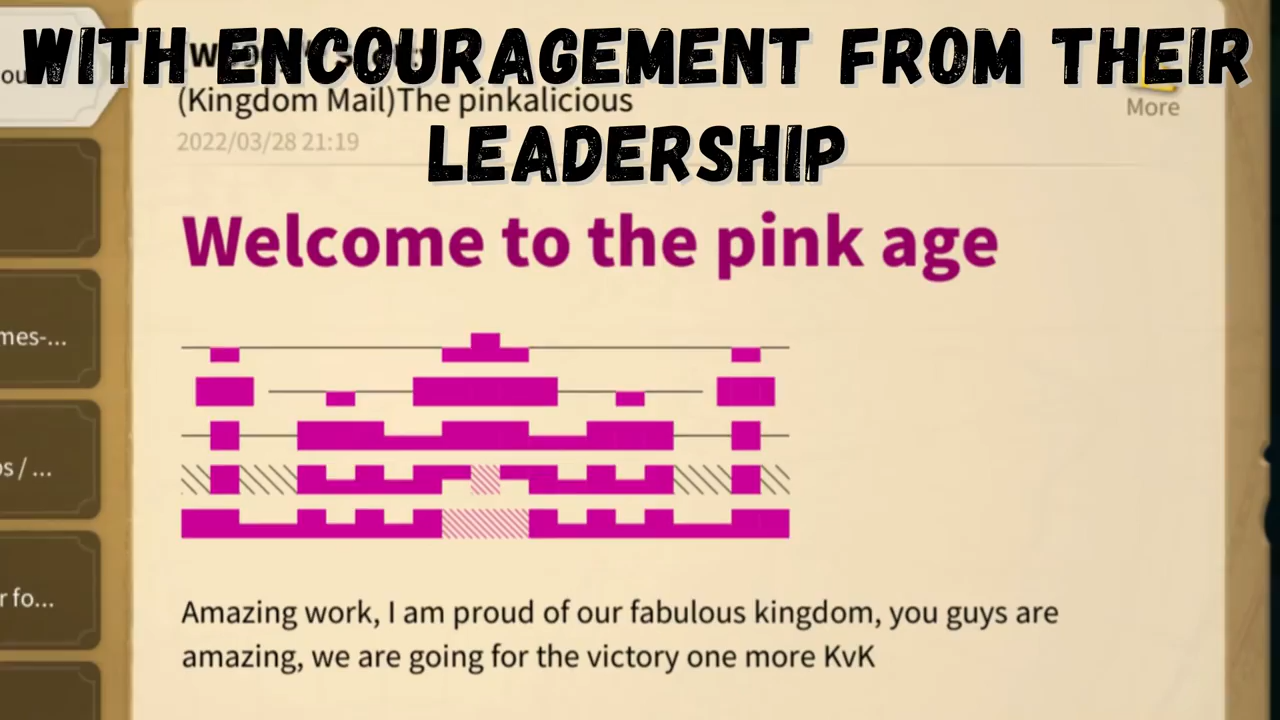 WITH ENCOURAGEMENT FROM THEIR
LEADERSHIP
(Kingdom Mail)The pinkalicious
2022/03/28 21:19
More
Welcome to the pink age
mes-...
os / ...
r fo...
Amazing work, I am proud of our fabulous kingdom, you guys are
amazing, we are going for the victory one more KvK